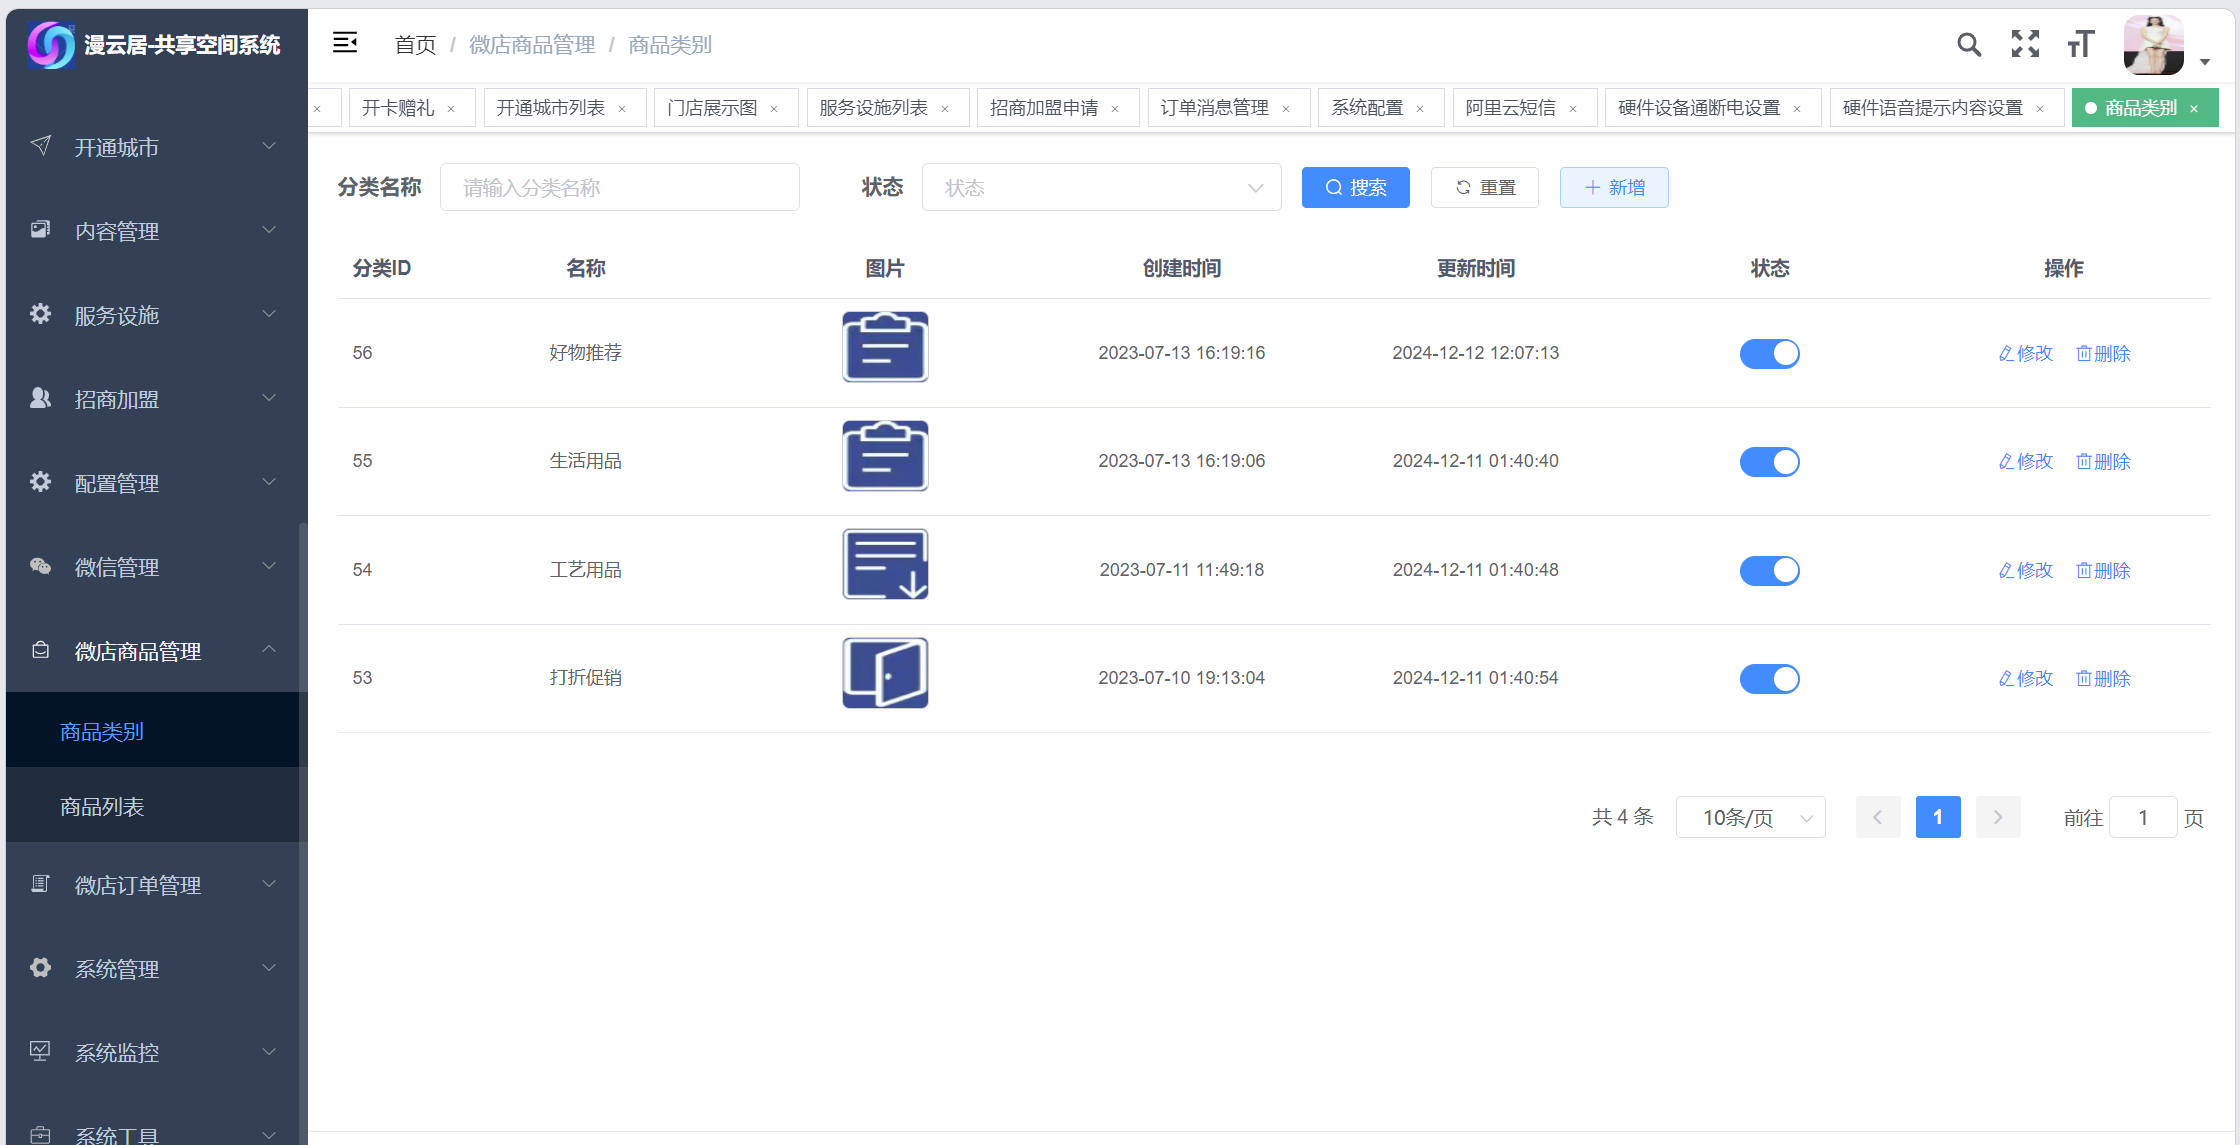 漫云居-共享空间系统
首页 / 微店商品管理 / 商品类别
开卡赠礼 × 开通城市列表 × 门店展示图 × 服务设施列表 × 招商加盟申请 × 订单消息管理 × 系统配置 × 阿里云短信 × 硬件设备通断电设置 × 硬件语音提示内容设置 × 商品类别 ×
开通城市
内容管理
服务设施
招商加盟
配置管理
微信管理
微店商品管理
商品类别
商品列表
微店订单管理
系统管理
系统监控
系统工具
分类名称 请输入分类名称 状态 状态 搜索 重置 新增
分类ID 名称 图片 创建时间 更新时间 状态 操作
56 好物推荐 2023-07-13 16:19:16 2024-12-12 12:07:13 修改 删除
55 生活用品 2023-07-13 16:19:06 2024-12-11 01:40:40 修改 删除
54 工艺用品 2023-07-11 11:49:18 2024-12-11 01:40:48 修改 删除
53 打折促销 2023-07-10 19:13:04 2024-12-11 01:40:54 修改 删除
共 4 条 10条/页 1 前往 1 页